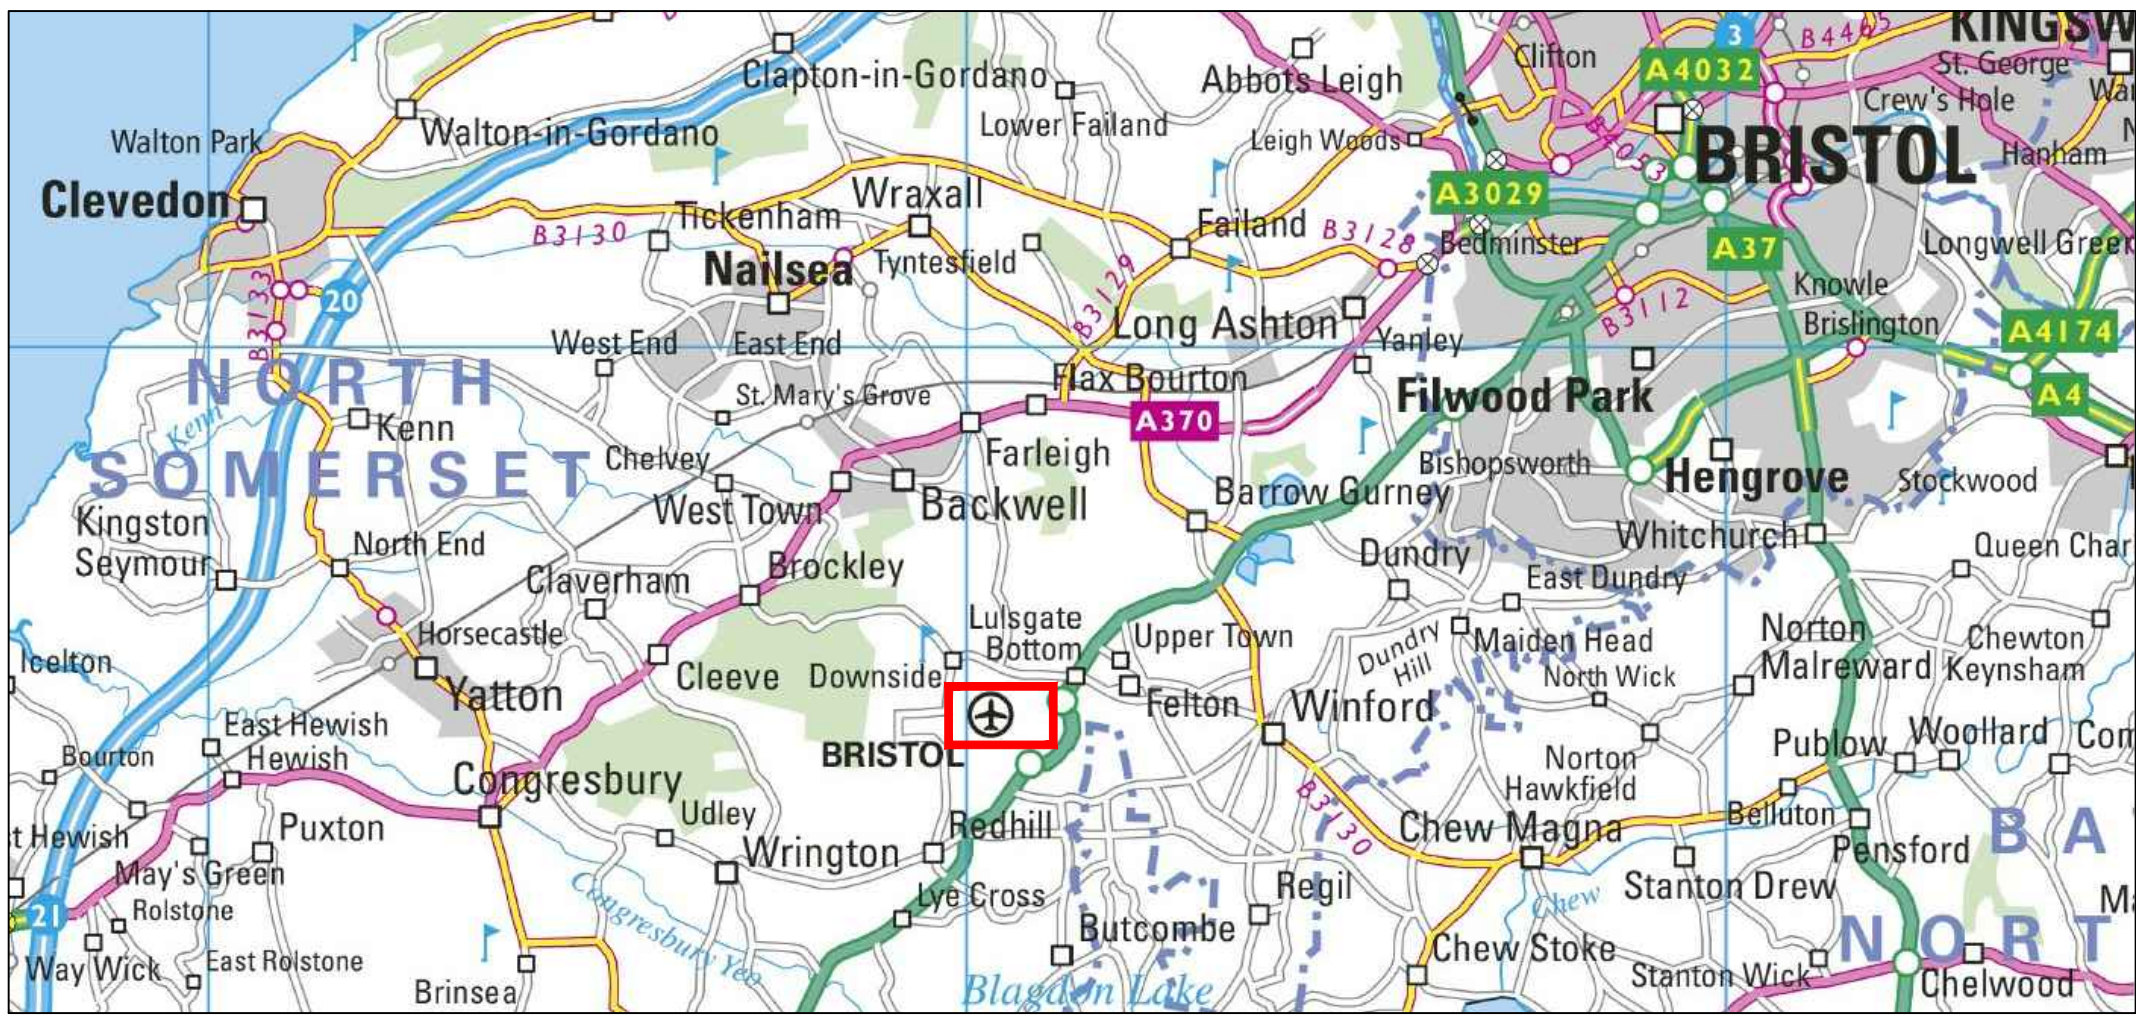 KINGSW
3
B4465
Clifton
St. George
A4032
Clapton-in-Gordano
Abbots Leigh
Crew's Hole
Lower Failand
Walton-in-Gordano
Walton Park
Leigh Woods
BRISTOL
Hanham
Clevedon
Wraxall
A3029
Tickenham
Failand
B3130
B3128
Bedminster
A37
Longwell Green
Nailsea
Tyntesfield
B3129
Knowle
20
B3133
B3112
Long Ashton
Brislington
A4174
West End
East End
Yanley
NORTH
SOMERSET
Flax Bourton
St. Mary's Grove
Filwood Park
A4
A370
Kenn
Kenn
Farleigh
Chelvey
Bishopsworth
Hengrove
Stockwood
West Town
Backwell
Barrow Gurney
Kingston
Seymour
Whitchurch
North End
Dundry
Queen Char
Brockley
Claverham
East Dundry
Lulsgate
Bottom
Horsecastle
Upper Town
Dundry
Hill
Maiden Head
Norton
Malreward
Chewton
Keynsham
Icelton
Cleeve
Downside
North Wick
Yatton
Felton
Winford
East Hewish
Hewish
Bourton
BRISTOL
Publow
Woollard
Com
Norton
Hawkfield
Congresbury
B3130
Udley
Redhill
Belluton
Puxton
Chew Magna
t Hewish
Wrington
Pensford
BA
May's Green
Regil
Stanton Drew
Congresbury Yeo
Lye Cross
Chew
21
Rolstone
Butcombe
NORT
Chew Stoke
Way Wick
East Rolstone
Stanton Wick
Brinsea
Blagdon Lake
Chelwood